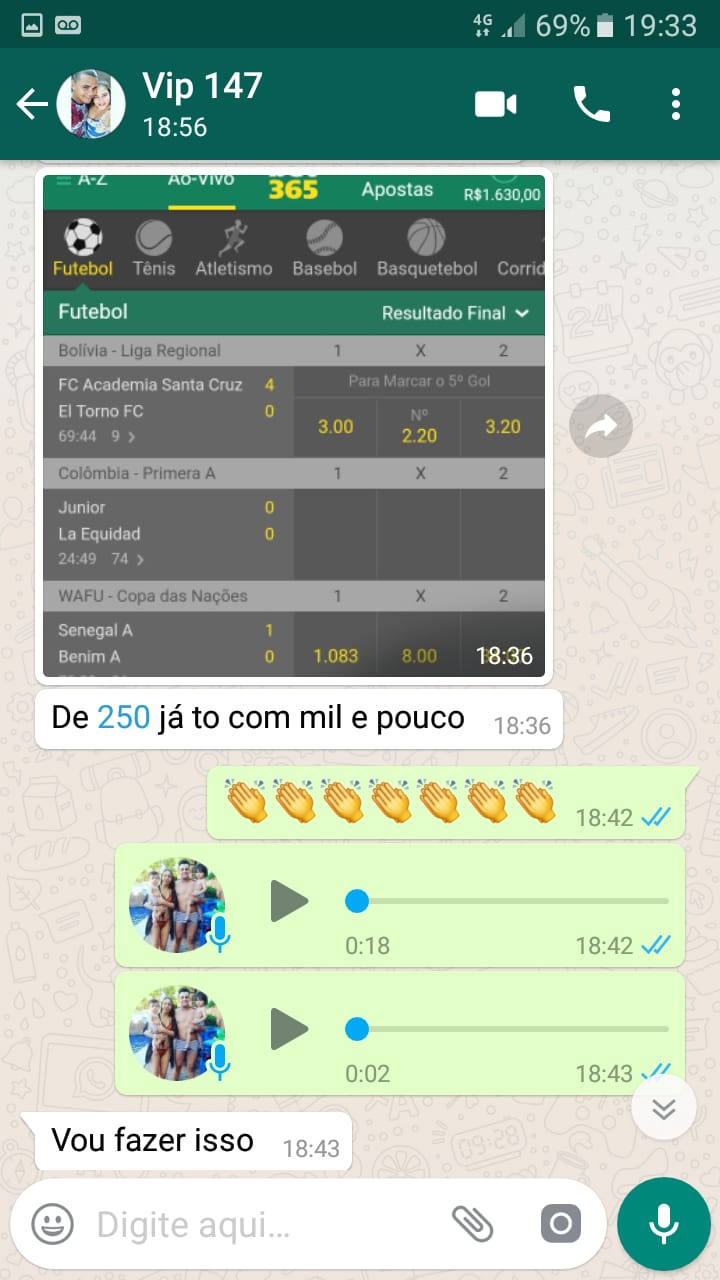 4G 69% 19:33
Vip 147
18:56
A-Z Ao-Vivo 365 Apostas R$1.630,00
Futebol Tênis Atletismo Basebol Basquetebol Corrid
Futebol Resultado Final
Bolívia - Liga Regional 1 X 2
FC Academia Santa Cruz 4 Para Marcar o 5º Gol
El Torno FC 0 3.00 Nº 2.20 3.20
69:44 9 >
Colômbia - Primera A 1 X 2
Junior 0
La Equidad 0
24:49 74 >
WAFU - Copa das Nações 1 X 2
Senegal A 1
Benim A 0 1.083 8.00
18:36
De 250 já to com mil e pouco 18:36
👏👏👏👏👏👏👏 18:42
0:18 18:42
0:02 18:43
Vou fazer isso 18:43
Digite aqui...